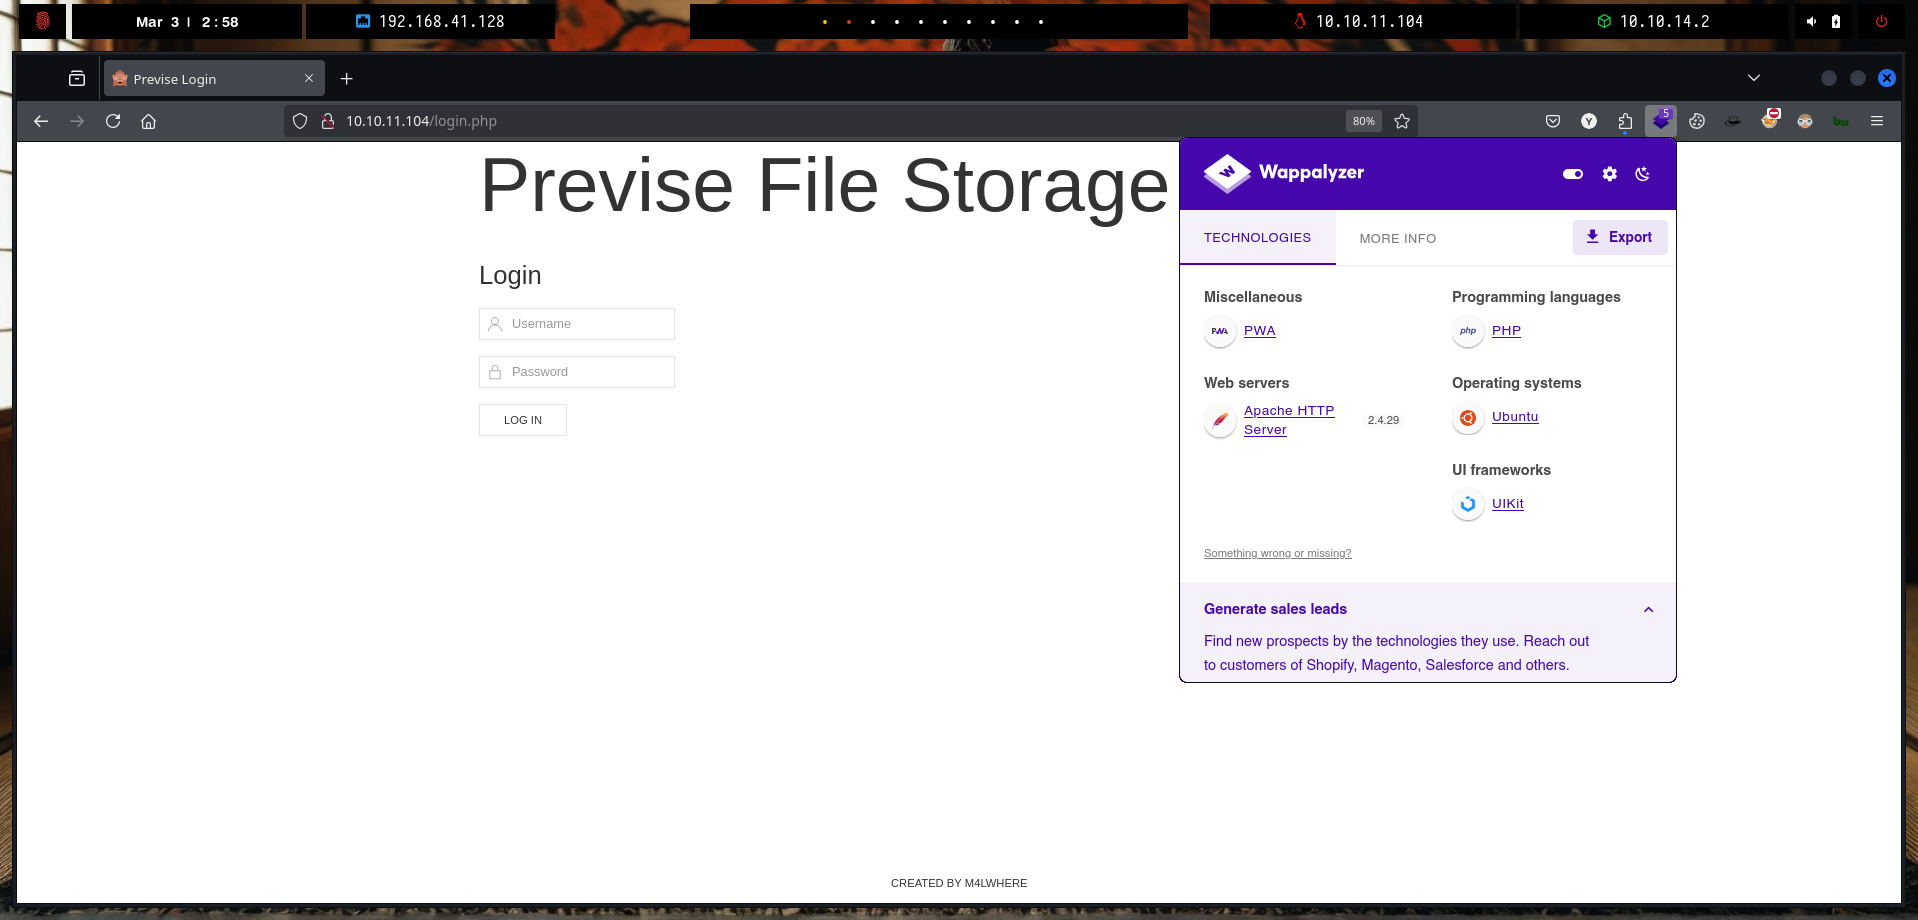 Mar 3 | 2:58
192.168.41.128
10.10.11.104
10.10.14.2
Previse Login
10.10.11.104/login.php
80%
Y
5
bw
Previse File Storage
Login
Username
Password
LOG IN
Wappalyzer
TECHNOLOGIES
MORE INFO
Export
Miscellaneous
Programming languages
PWA
PWA
php
PHP
Web servers
Operating systems
Apache HTTP
Server
2.4.29
Ubuntu
UI frameworks
UIKit
Something wrong or missing?
Generate sales leads
Find new prospects by the technologies they use. Reach out
to customers of Shopify, Magento, Salesforce and others.
CREATED BY M4LWHERE